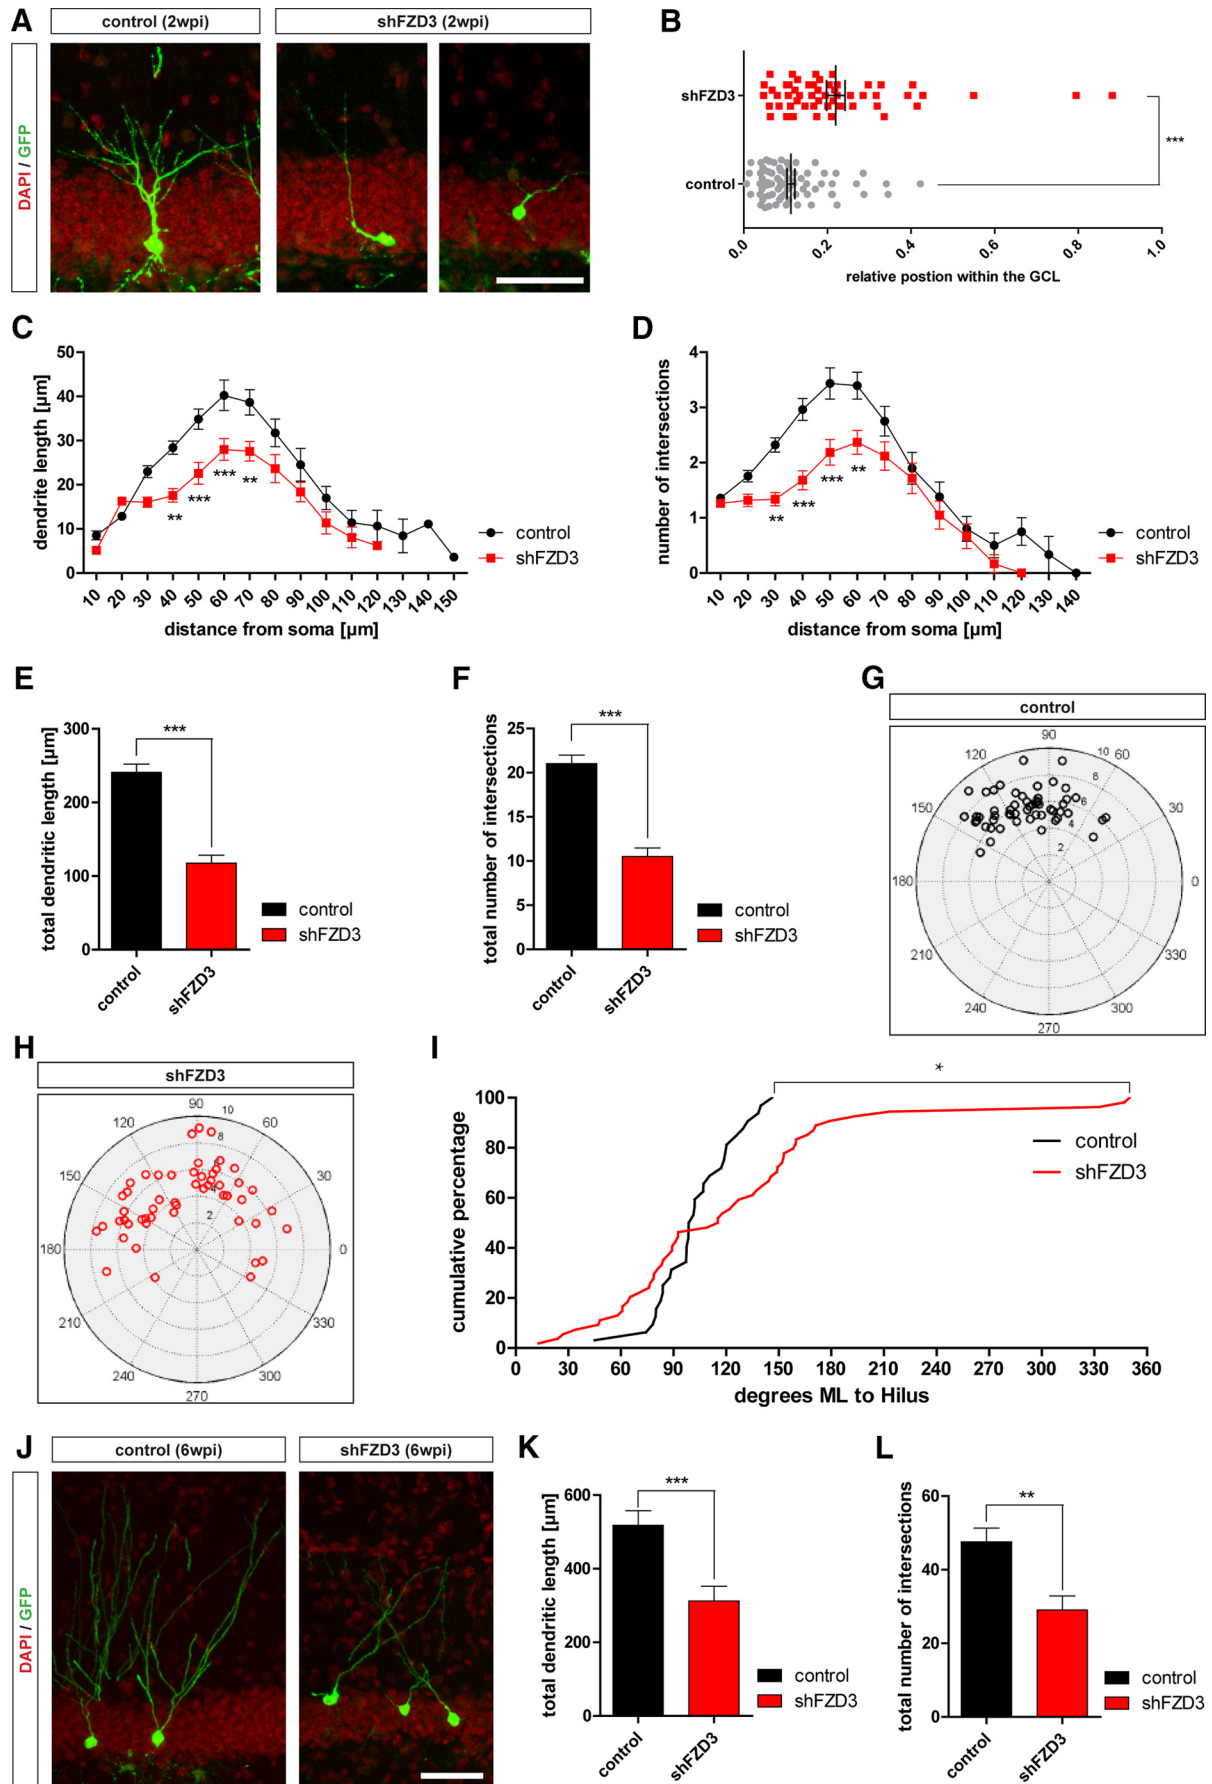 A
control (2wpi)
shFZD3 (2wpi)
DAPI / GFP
B
shFZD3
control
***
0.0
0.2
0.4
0.6
0.8
1.0
relative postion within the GCL
C
dendrite length [µm]
50
40
30
20
10
0
**
***
***
**
control
shFZD3
10
20
30
40
50
60
70
80
90
100
110
120
130
140
150
distance from soma [µm]
D
number of intersections
4
3
2
1
0
**
***
***
**
control
shFZD3
10
20
30
40
50
60
70
80
90
100
110
120
130
140
distance from soma [µm]
E
total dendritic length [µm]
300
200
100
0
***
control
shFZD3
control
shFZD3
F
total number of intersections
25
20
15
10
5
0
***
control
shFZD3
control
shFZD3
G
control
90
120
10
60
8
150
6
30
4
2
180
0
210
330
240
300
270
H
shFZD3
90
120
10
60
8
150
6
30
4
2
180
0
210
330
240
300
270
I
cumulative percentage
100
80
60
40
20
0
*
control
shFZD3
0
30
60
90
120
150
180
210
240
270
300
330
360
degrees ML to Hilus
J
control (6wpi)
shFZD3 (6wpi)
DAPI / GFP
K
total dendritic length [µm]
600
400
200
0
***
control
shFZD3
control
shFZD3
L
total number of intersections
60
40
20
0
**
control
shFZD3
control
shFZD3